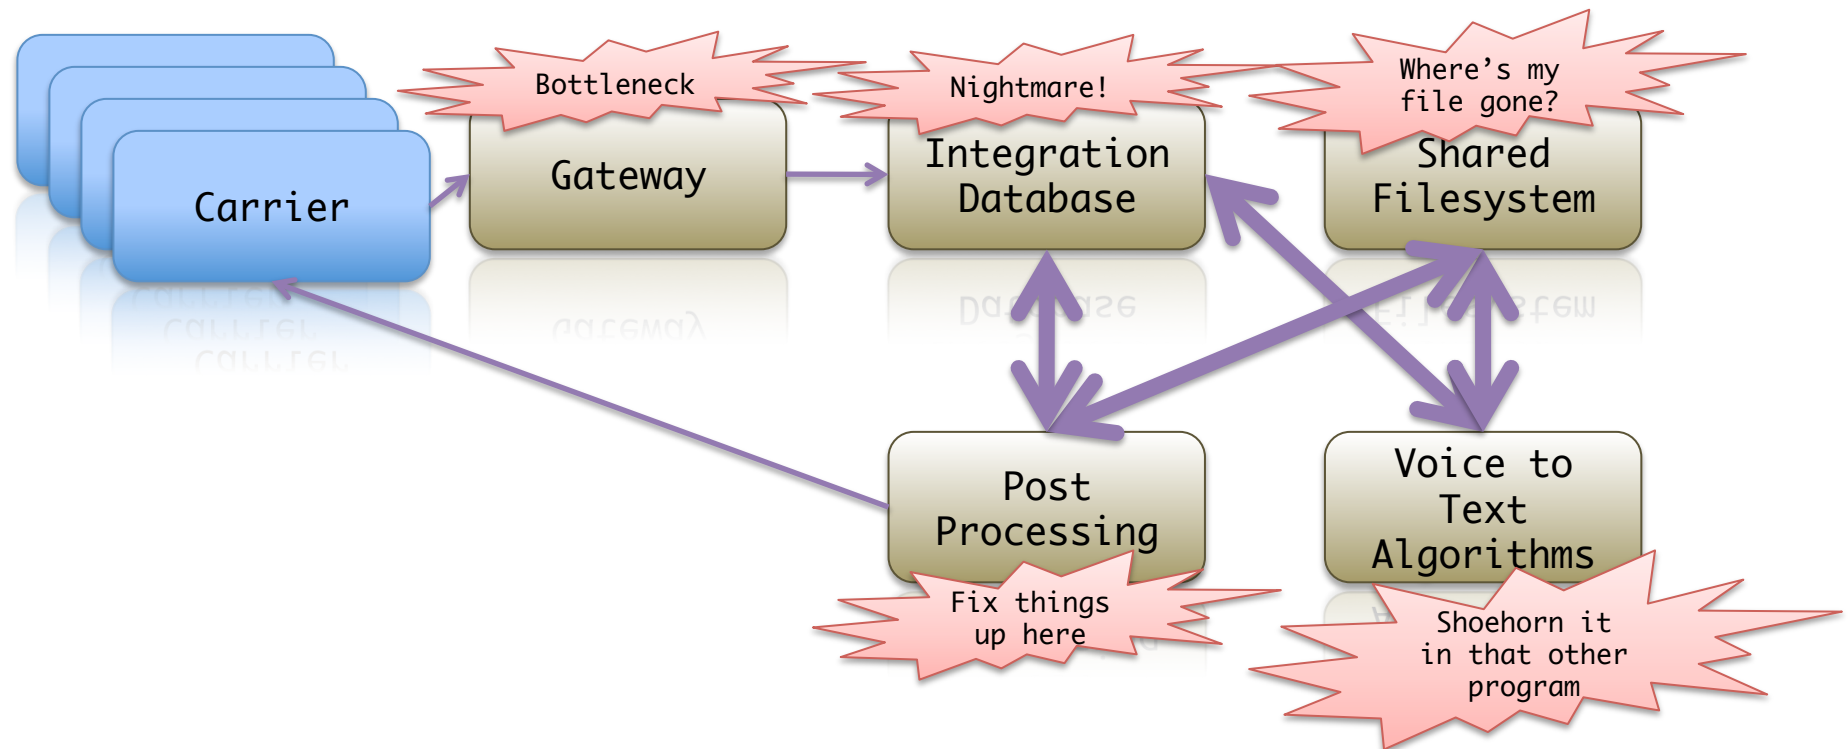 Bottleneck
Nightmare!
Where's my
file gone?
Carrier
Gateway
Integration
Database
Shared
Filesystem
Post
Processing
Voice to
Text
Algorithms
Fix things
up here
Shoehorn it
in that other
program